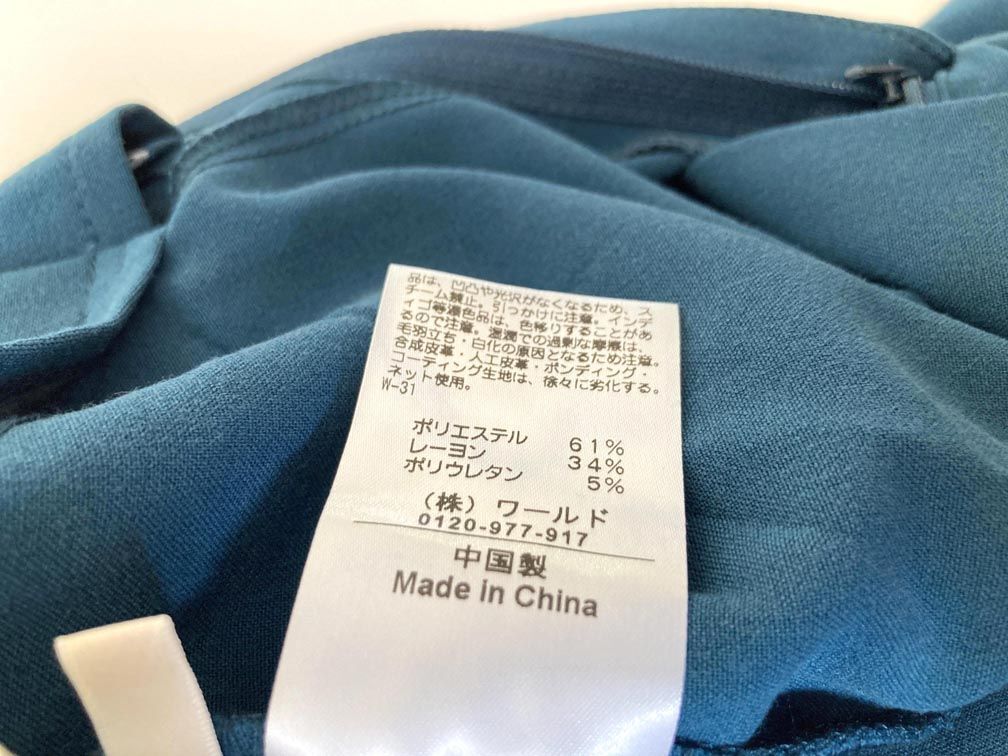 品は、凹凸や光沢がなくなるため、スチ
チーム禁止。引っかけに注意。インデ
ィゴ等濃色品は、色移りすることがあ
るので注意。湿潤での過剰な摩擦は、
毛羽立ち・白化の原因となるため注意。
合成皮革・人工皮革・ボンディング・
コーティング生地は、徐々に劣化する。
ネット使用。
W-31
ポリエステル 61%
レーヨン 34%
ポリウレタン 5%
(株) ワールド
0120-977-917
中国製
Made in China